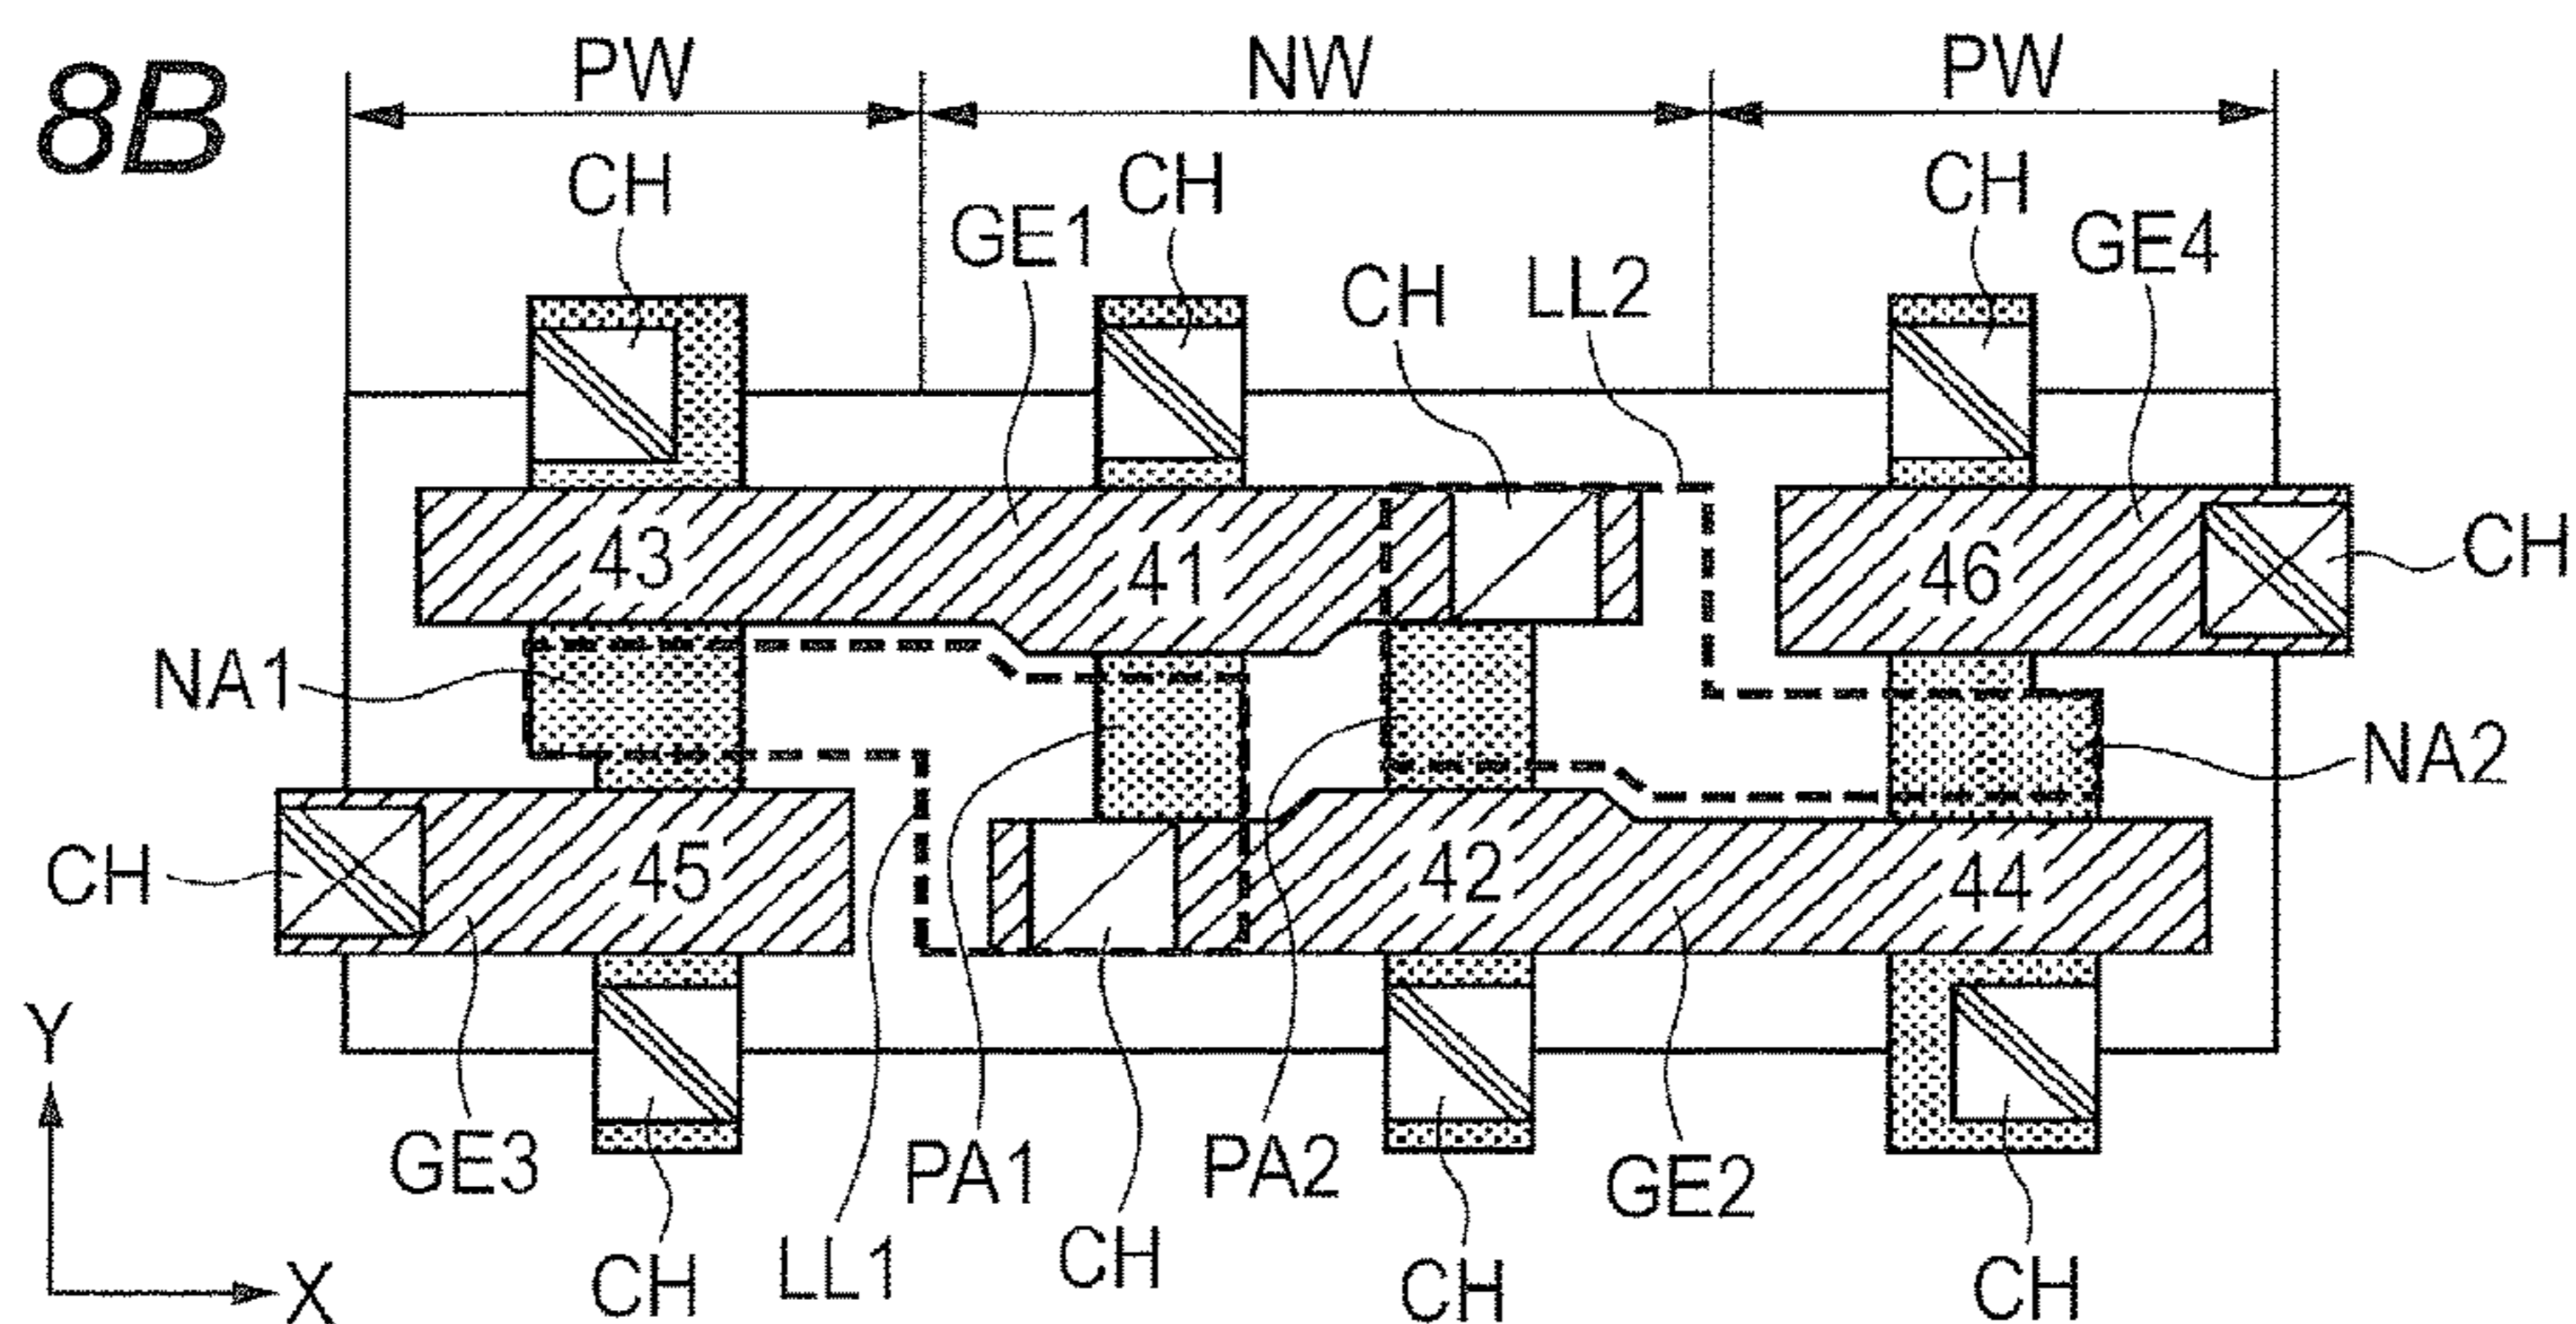 8B
PW NW PW
CH CH CH
GE1 GE4
CH LL2
43 41 46 CH
NA1 NA2
CH 45 42 44
GE3 PA1 PA2 GE2
Y
CH LL1 CH CH CH
X